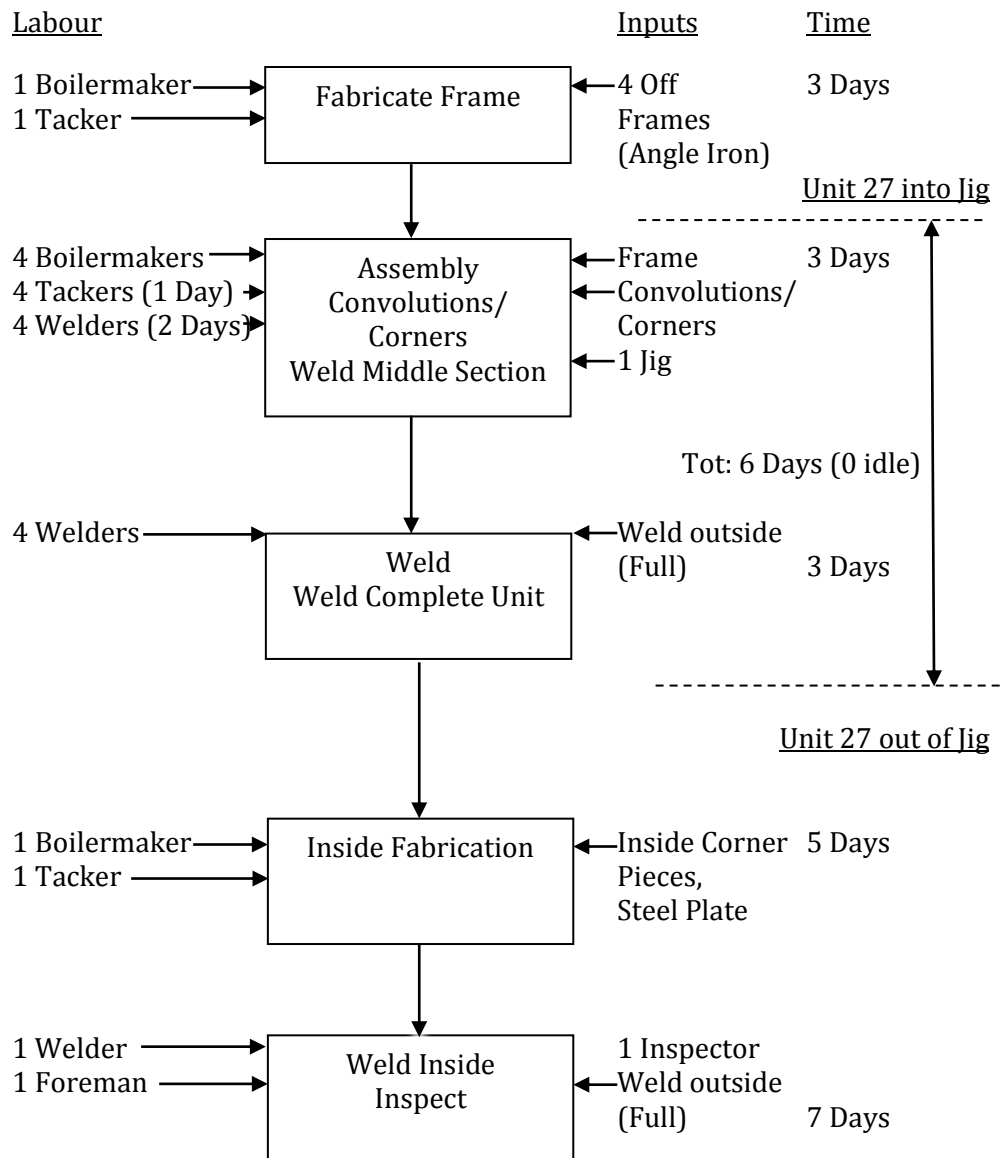 Labour Inputs Time
1 Boilermaker Fabricate Frame 4 Off 3 Days
1 Tacker Frames
(Angle Iron)
Unit 27 into Jig
4 Boilermakers Assembly Frame 3 Days
4 Tackers (1 Day) Convolutions/ Convolutions/
4 Welders (2 Days) Corners Corners
Weld Middle Section 1 Jig
Tot: 6 Days (0 idle)
4 Welders Weld Weld outside
Weld Complete Unit (Full) 3 Days
Unit 27 out of Jig
1 Boilermaker Inside Fabrication Inside Corner 5 Days
1 Tacker Pieces,
Steel Plate
1 Welder Weld Inside 1 Inspector
1 Foreman Inspect Weld outside
(Full) 7 Days